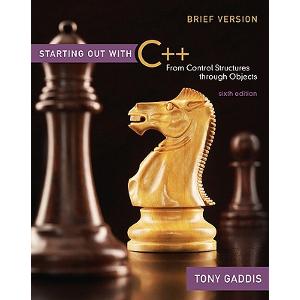 BRIEF VERSION
STARTING OUT WITH C++
From Control Structures
through Objects
sixth edition
TONY GADDIS